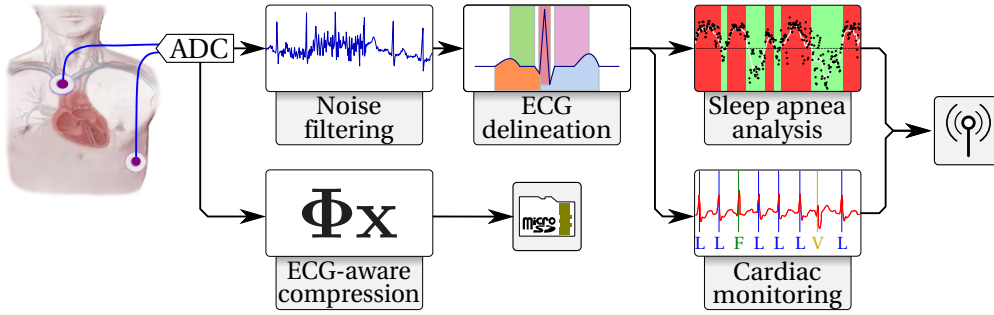 ADC
Noise
filtering
ECG
delineation
Sleep apnea
analysis
Φx
ECG-aware
compression
micro
SD
L L F L L L V L
Cardiac
monitoring